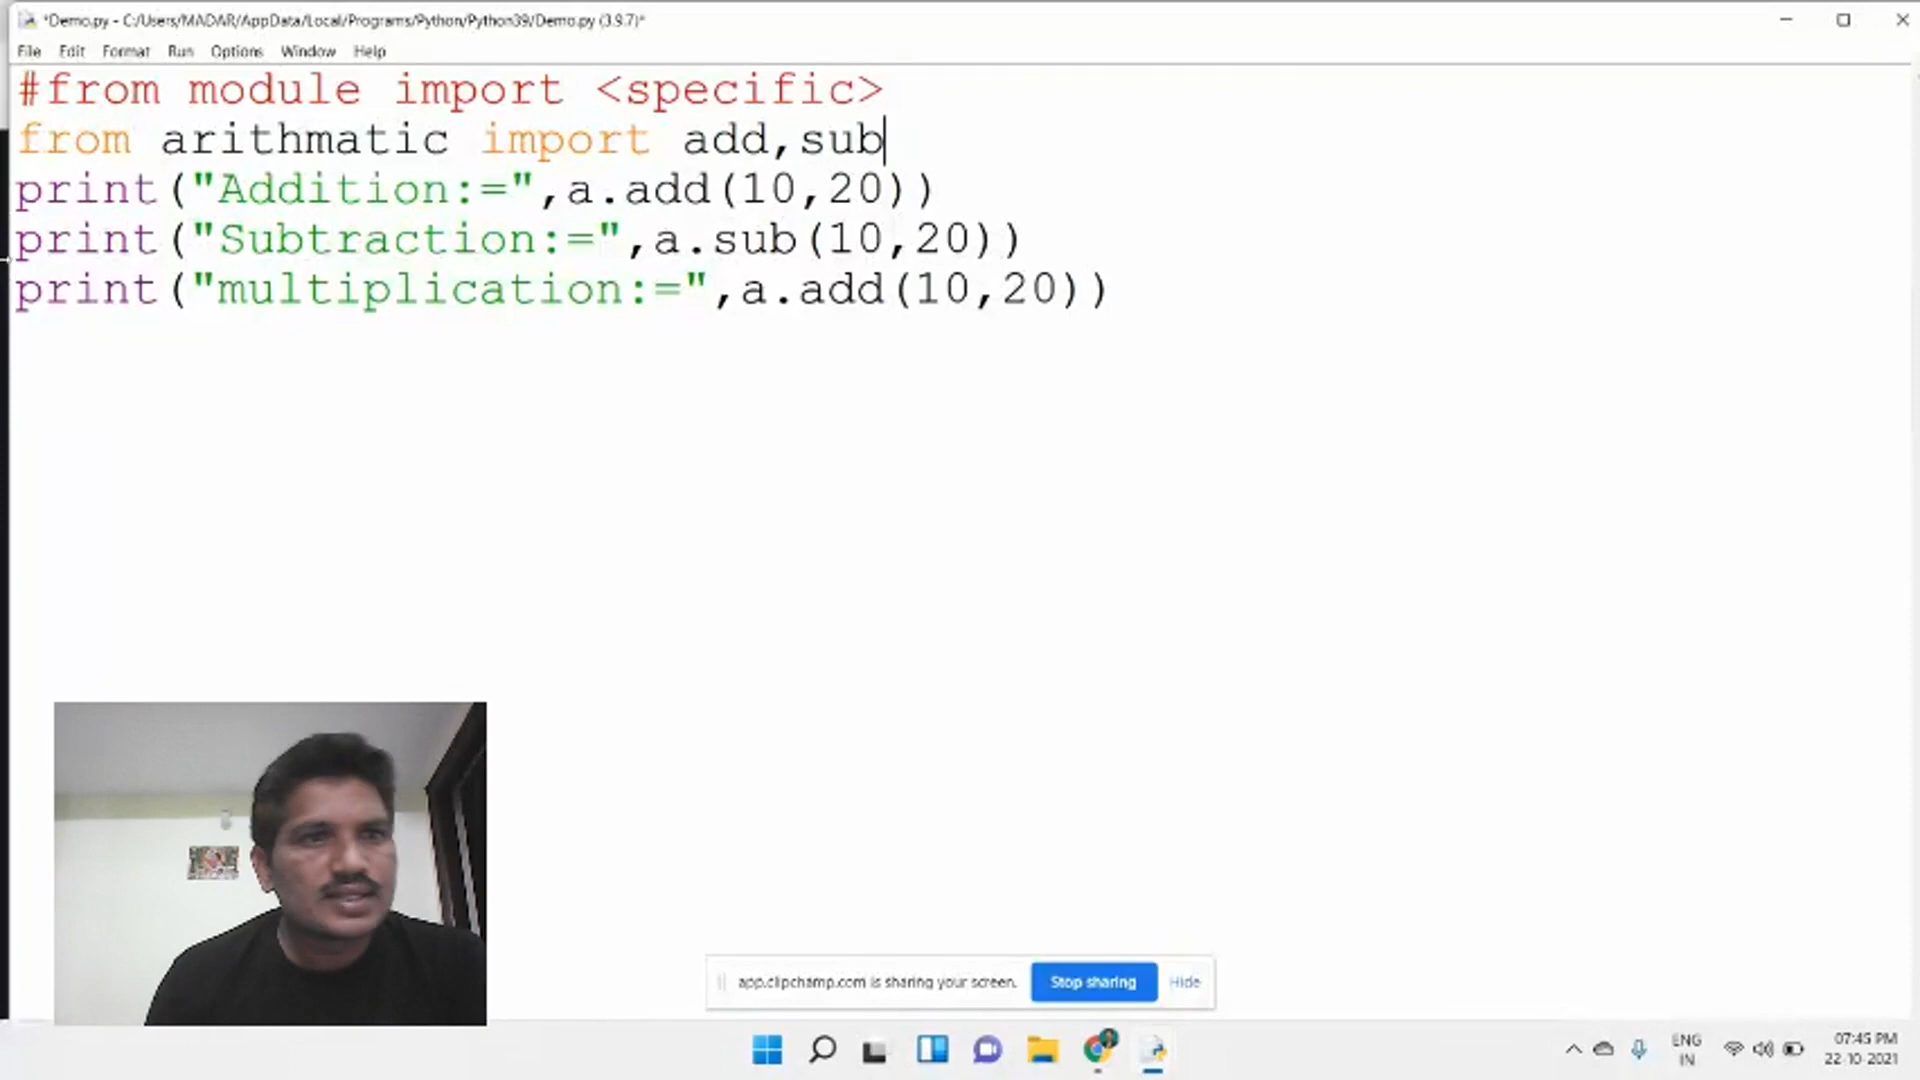 *Demo.py - C:/Users/MADAR/AppData/Local/Programs/Python/Python39/Demo.py (3.9.7)*
File Edit Format Run Options Window Help
#from module import <specific>
from arithmatic import add,sub
print("Addition:=",a.add(10,20))
print("Subtraction:=",a.sub(10,20))
print("multiplication:=",a.add(10,20))
app.clipchamp.com is sharing your screen. Stop sharing Hide
ENG
IN
07:45 PM
22-10-2021